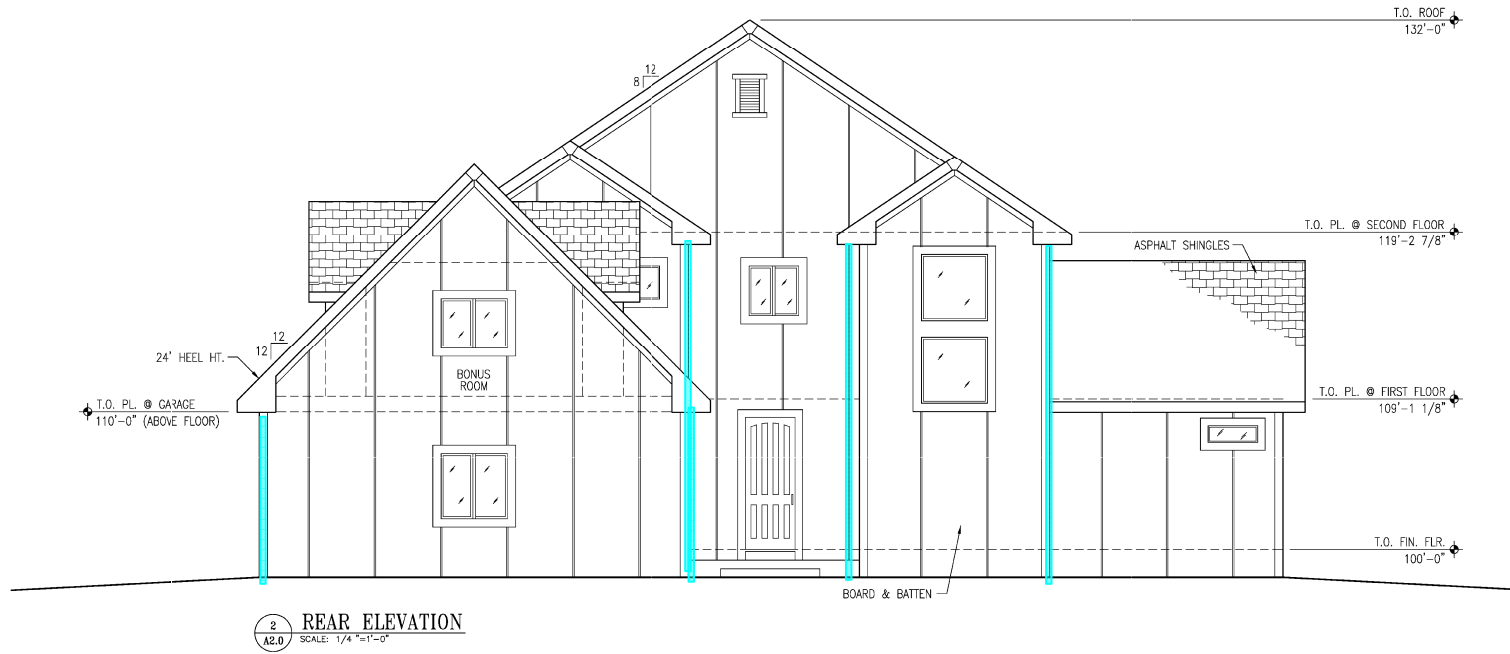 T.O. ROOF
132'-0"
12
8
T.O. PL. @ SECOND FLOOR
119'-2 7/8"
ASPHALT SHINGLES
12
12
24' HEEL HT.
BONUS
ROOM
T.O. PL. @ GARAGE
110'-0" (ABOVE FLOOR)
T.O. PL. @ FIRST FLOOR
109'-1 1/8"
T.O. FIN. FLR.
100'-0"
BOARD & BATTEN
2
A2.0
REAR ELEVATION
SCALE: 1/4 "=1'-0"